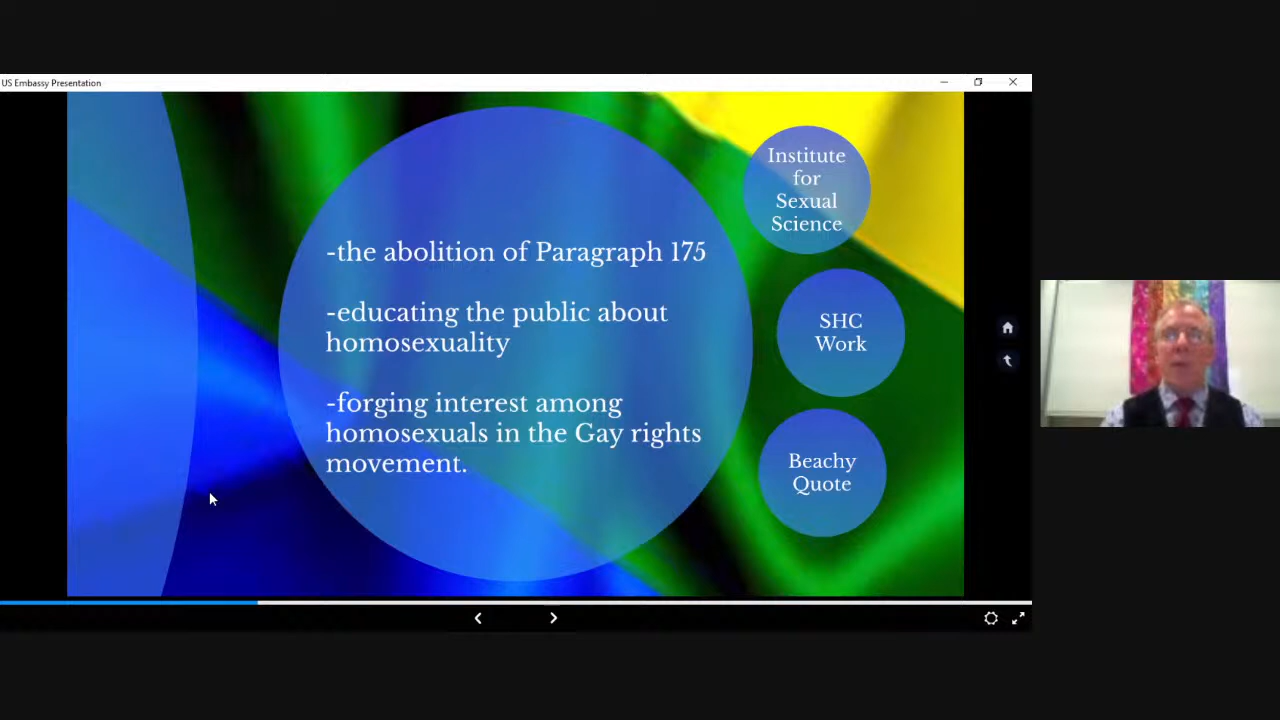 US Embassy Presentation
-the abolition of Paragraph 175
-educating the public about
homosexuality
-forging interest among
homosexuals in the Gay rights
movement.
Institute
for
Sexual
Science
SHC
Work
Beachy
Quote